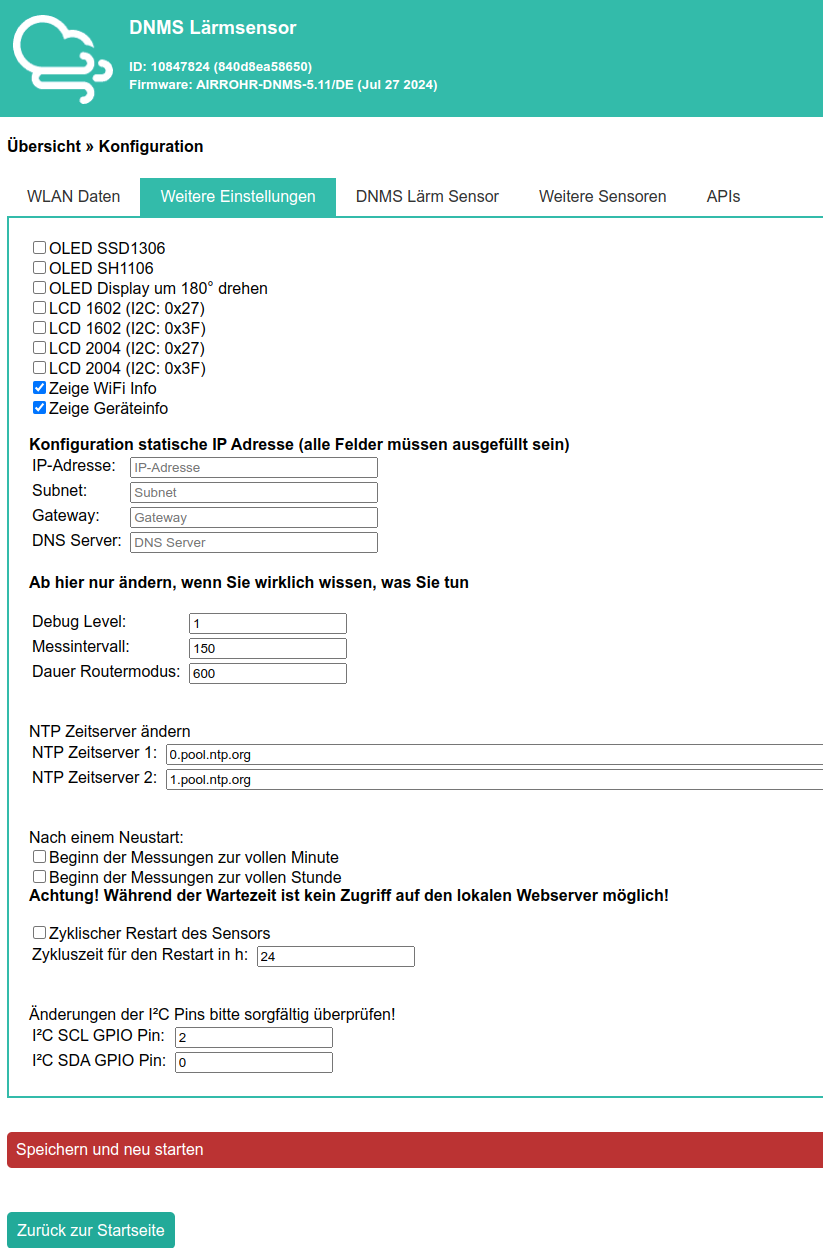 DNMS Lärmsensor
ID: 10847824 (840d8ea58650)
Firmware: AIRROHR-DNMS-5.11/DE (Jul 27 2024)
Übersicht » Konfiguration
WLAN Daten Weitere Einstellungen DNMS Lärm Sensor Weitere Sensoren APIs
OLED SSD1306
OLED SH1106
OLED Display um 180° drehen
LCD 1602 (I2C: 0x27)
LCD 1602 (I2C: 0x3F)
LCD 2004 (I2C: 0x27)
LCD 2004 (I2C: 0x3F)
Zeige WiFi Info
Zeige Geräteinfo
Konfiguration statische IP Adresse (alle Felder müssen ausgefüllt sein)
IP-Adresse: IP-Adresse
Subnet: Subnet
Gateway: Gateway
DNS Server: DNS Server
Ab hier nur ändern, wenn Sie wirklich wissen, was Sie tun
Debug Level: 1
Messintervall: 150
Dauer Routermodus: 600
NTP Zeitserver ändern
NTP Zeitserver 1: 0.pool.ntp.org
NTP Zeitserver 2: 1.pool.ntp.org
Nach einem Neustart:
Beginn der Messungen zur vollen Minute
Beginn der Messungen zur vollen Stunde
Achtung! Während der Wartezeit ist kein Zugriff auf den lokalen Webserver möglich!
Zyklischer Restart des Sensors
Zykluszeit für den Restart in h: 24
Änderungen der I²C Pins bitte sorgfältig überprüfen!
I²C SCL GPIO Pin: 2
I²C SDA GPIO Pin: 0
Speichern und neu starten
Zurück zur Startseite